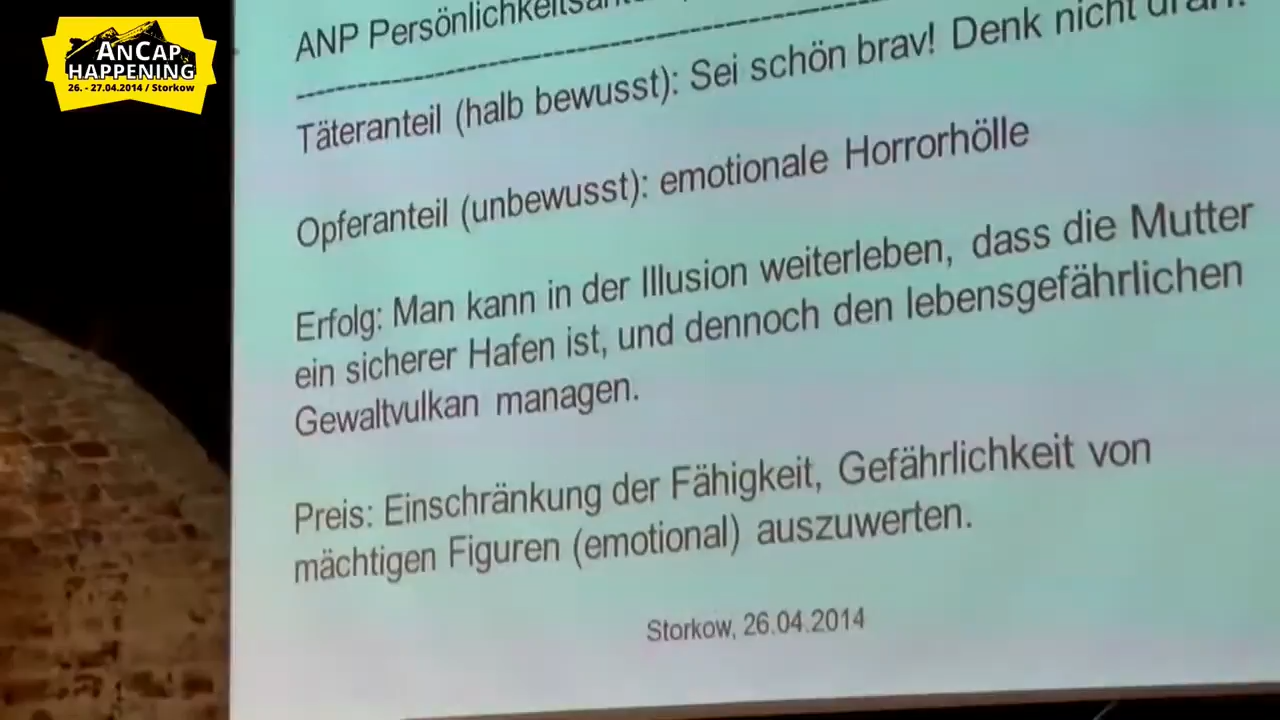 ANCAP
HAPPENING
26. - 27.04.2014 / Storkow
ANP
Täteranteil (halb bewusst): Sei schön brav! Denk nicht
Opferanteil (unbewusst): emotionale Horrorhölle
Erfolg: Man kann in der Illusion weiterleben, dass die Mutter
ein sicherer Hafen ist, und dennoch den lebensgefährlichen
Gewaltvulkan managen.
Preis: Einschränkung der Fähigkeit, Gefährlichkeit von
mächtigen Figuren (emotional) auszuwerten.
Storkow, 26.04.2014